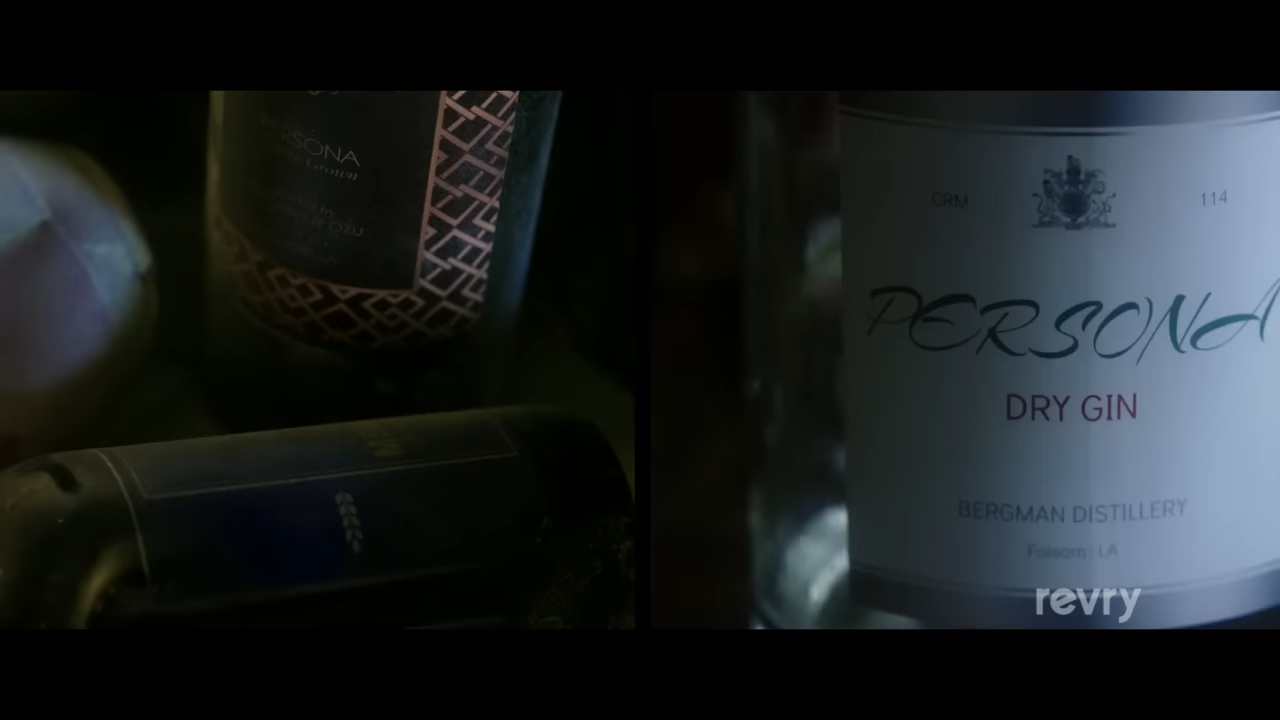 PERSONA
CRM
114
PERSONA
DRY GIN
BERGMAN DISTILLERY
Folsom | LA
revry